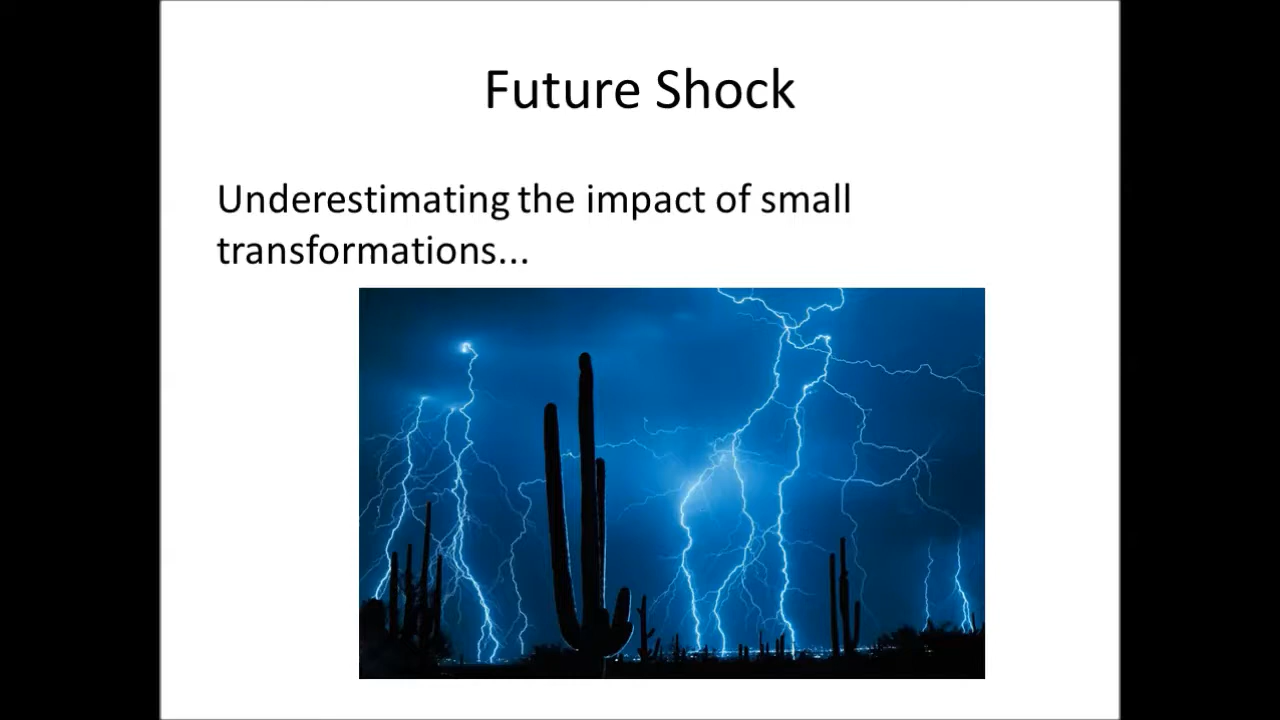 Future Shock
Underestimating the impact of small
transformations...